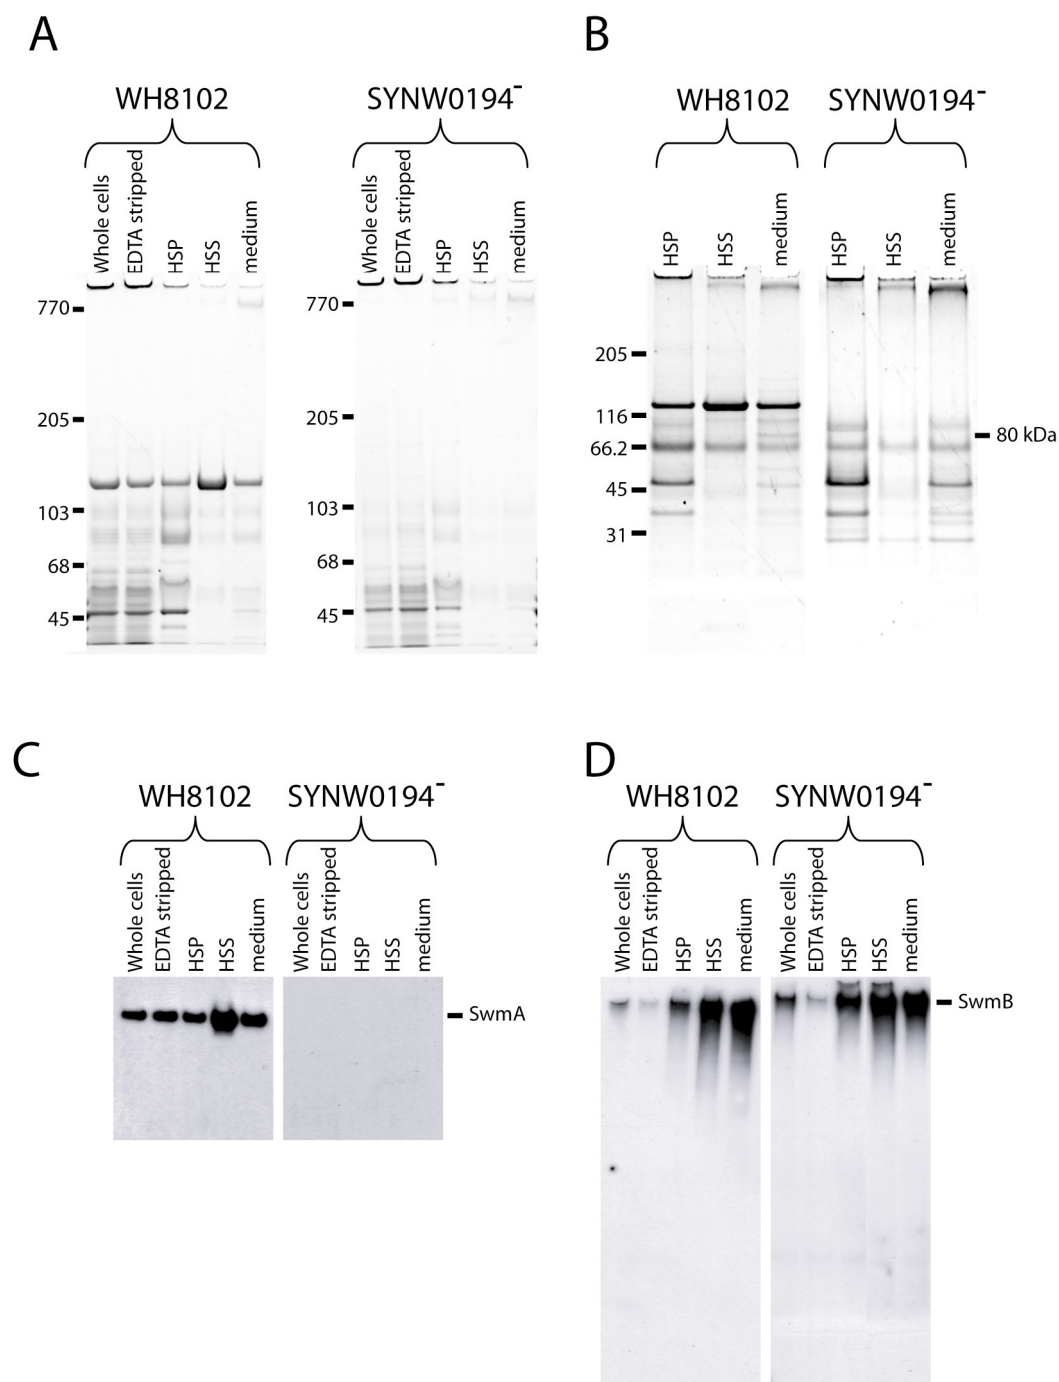 A
WH8102
SYNW0194⁻
Whole cells
EDTA stripped
HSP
HSS
medium
Whole cells
EDTA stripped
HSP
HSS
medium
770
205
103
68
45
770
205
103
68
45
B
WH8102
SYNW0194⁻
HSP
HSS
medium
HSP
HSS
medium
205
116
66.2
45
31
80 kDa
C
WH8102
SYNW0194⁻
Whole cells
EDTA stripped
HSP
HSS
medium
Whole cells
EDTA stripped
HSP
HSS
medium
SwmA
D
WH8102
SYNW0194⁻
Whole cells
EDTA stripped
HSP
HSS
medium
Whole cells
EDTA stripped
HSP
HSS
medium
SwmB